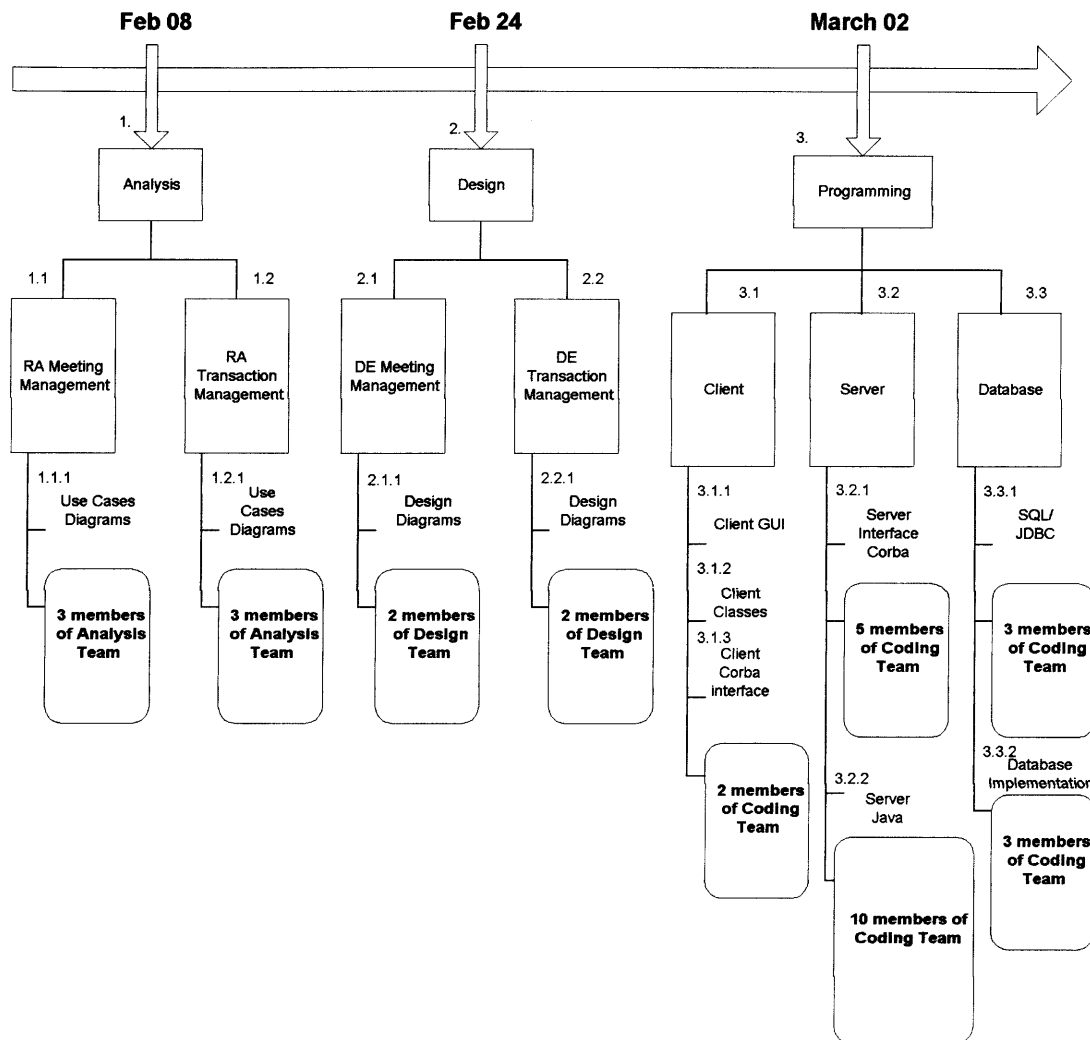 Feb 08
Feb 24
March 02
1.
2.
3.
Analysis
Design
Programming
1.1
1.2
2.1
2.2
3.1
3.2
3.3
RA Meeting
Management
RA
Transaction
Management
DE Meeting
Management
DE
Transaction
Management
Client
Server
Database
1.1.1
Use Cases
Diagrams
1.2.1
Use
Cases
Diagrams
2.1.1
Design
Diagrams
2.2.1
Design
Diagrams
3.1.1
Client GUI
3.1.2
Client
Classes
3.1.3
Client
Corba
interface
3.2.1
Server
Interface
Corba
3.3.1
SQL/
JDBC
3 members
of Analysis
Team
3 members
of Analysis
Team
2 members
of Design
Team
2 members
of Design
Team
5 members
of Coding
Team
3 members
of Coding
Team
2 members
of Coding
Team
3.2.2
Server
Java
10 members of
Coding Team
3.3.2
Database
Implementation
3 members
of Coding
Team